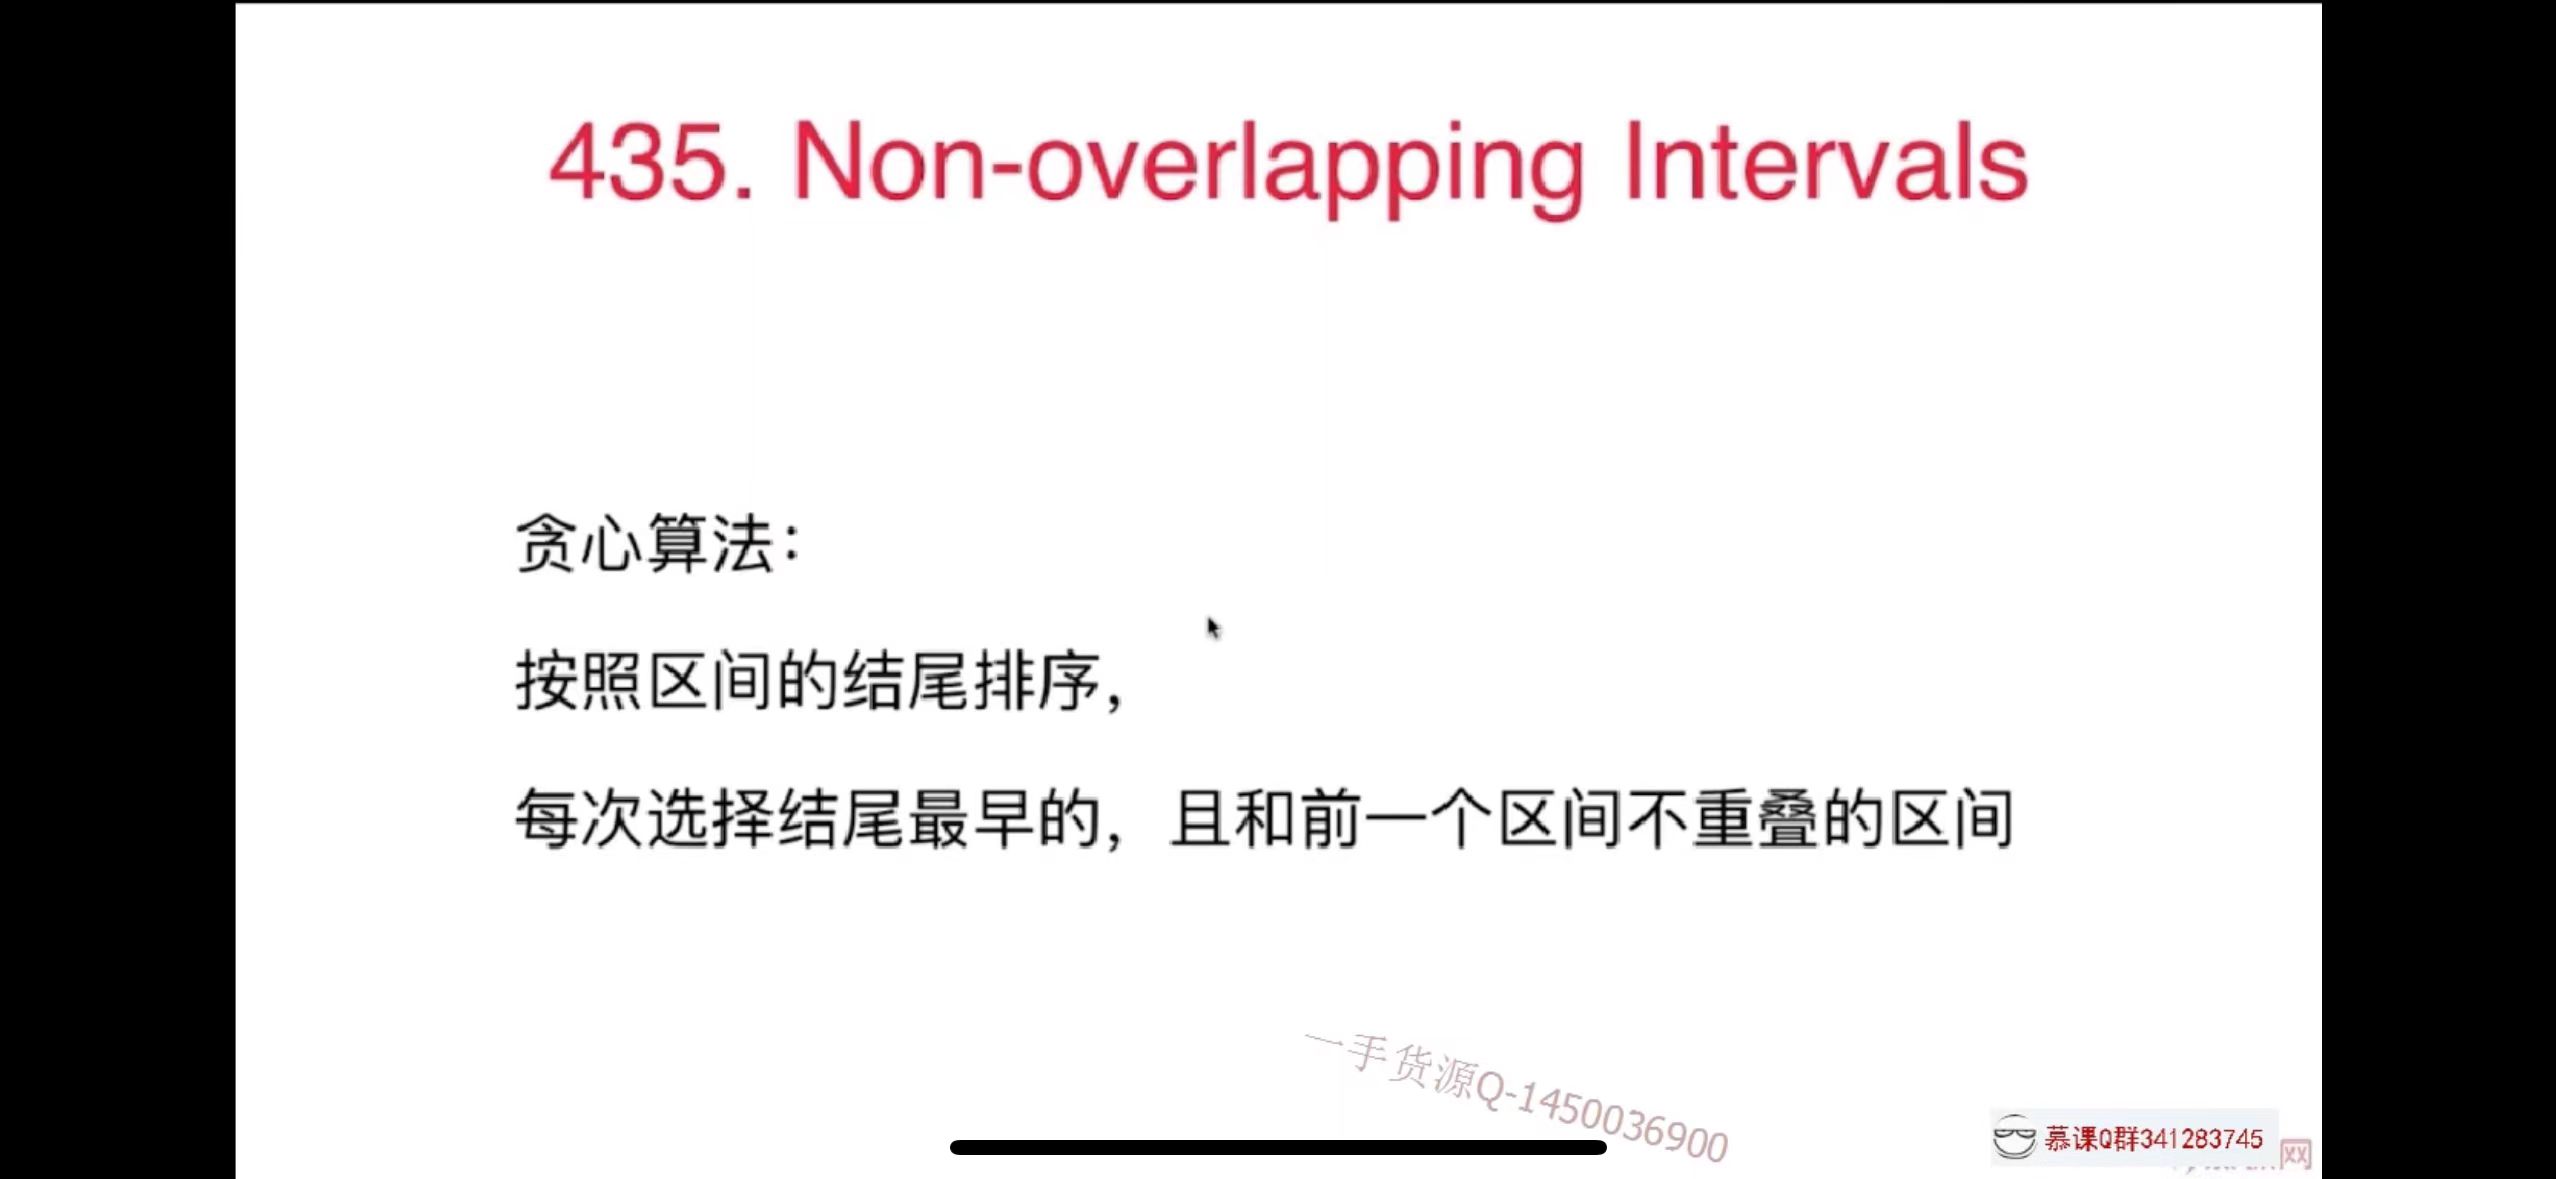 435. Non-overlapping Intervals
贪心算法：
按照区间的结尾排序，
每次选择结尾最早的，且和前一个区间不重叠的区间
一手货源Q-1450036900
慕课Q群341283745
网